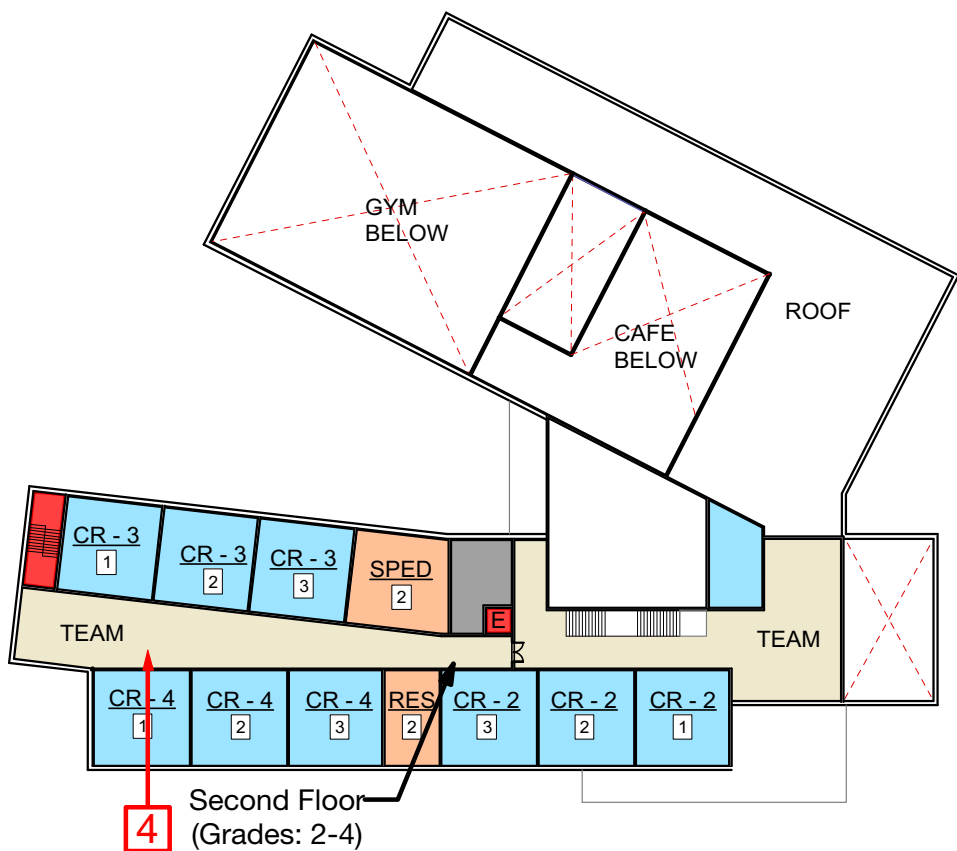 GYM
BELOW
ROOF
CAFE
BELOW
CR - 3
1
CR - 3
2
CR - 3
3
SPED
2
E
TEAM
TEAM
CR - 4
1
CR - 4
2
CR - 4
3
RES
2
CR - 2
3
CR - 2
2
CR - 2
1
4
Second Floor
(Grades: 2-4)